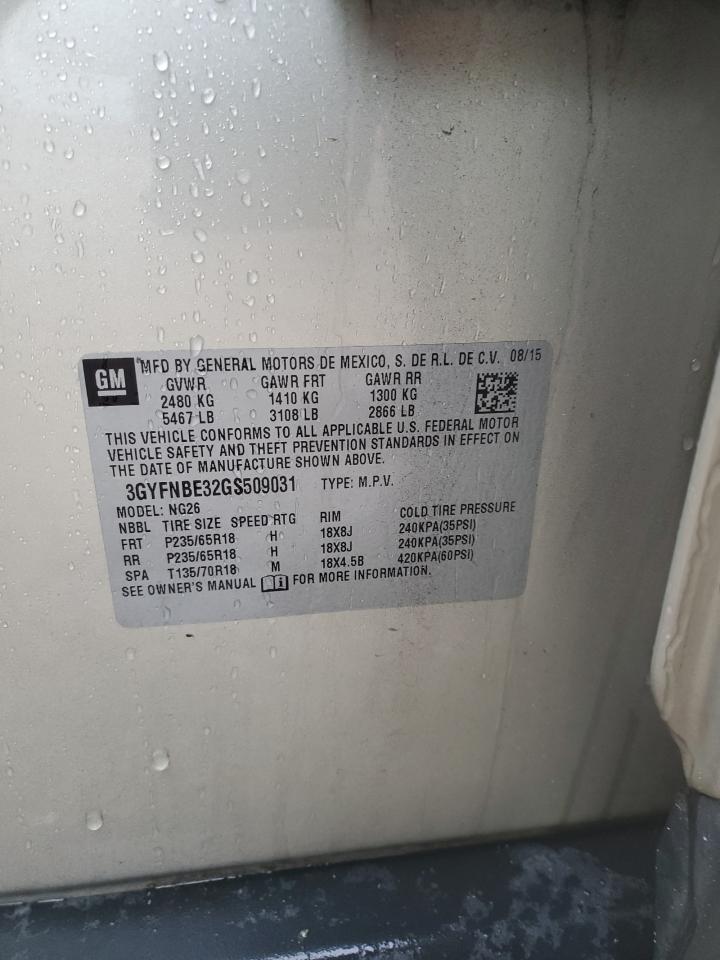 GM
MFD BY GENERAL MOTORS DE MEXICO, S. DE R.L. DE C.V. 08/15
GVWR GAWR FRT GAWR RR
2480 KG 1410 KG 1300 KG
5467 LB 3108 LB 2866 LB
THIS VEHICLE CONFORMS TO ALL APPLICABLE U.S. FEDERAL MOTOR
VEHICLE SAFETY AND THEFT PREVENTION STANDARDS IN EFFECT ON
THE DATE OF MANUFACTURE SHOWN ABOVE.
3GYFNBE32GS509031 TYPE: M.P.V.
MODEL: NG26
NBBL TIRE SIZE SPEED RTG RIM COLD TIRE PRESSURE
FRT P235/65R18 H 18X8J 240KPA(35PSI)
RR P235/65R18 H 18X8J 240KPA(35PSI)
SPA T135/70R18 M 18X4.5B 420KPA(60PSI)
SEE OWNER'S MANUAL FOR MORE INFORMATION.